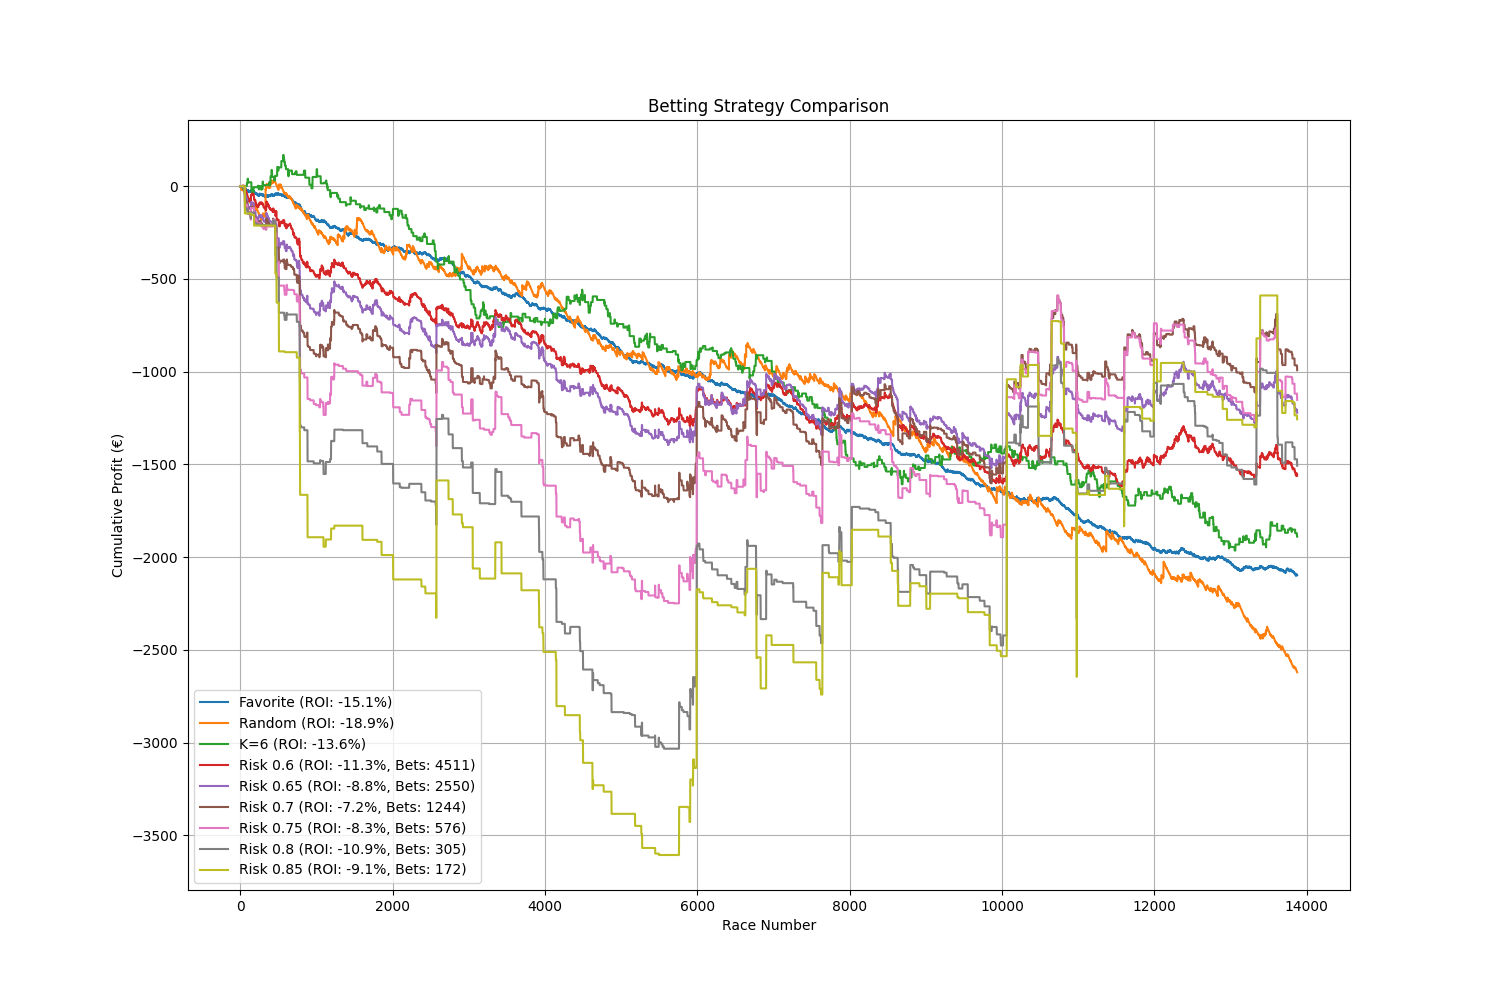 Betting Strategy Comparison
0
−500
−1000
−1500
−2000
−2500
−3000
−3500
Cumulative Profit (€)
Favorite (ROI: -15.1%)
Random (ROI: -18.9%)
K=6 (ROI: -13.6%)
Risk 0.6 (ROI: -11.3%, Bets: 4511)
Risk 0.65 (ROI: -8.8%, Bets: 2550)
Risk 0.7 (ROI: -7.2%, Bets: 1244)
Risk 0.75 (ROI: -8.3%, Bets: 576)
Risk 0.8 (ROI: -10.9%, Bets: 305)
Risk 0.85 (ROI: -9.1%, Bets: 172)
0 2000 4000 6000 8000 10000 12000 14000
Race Number